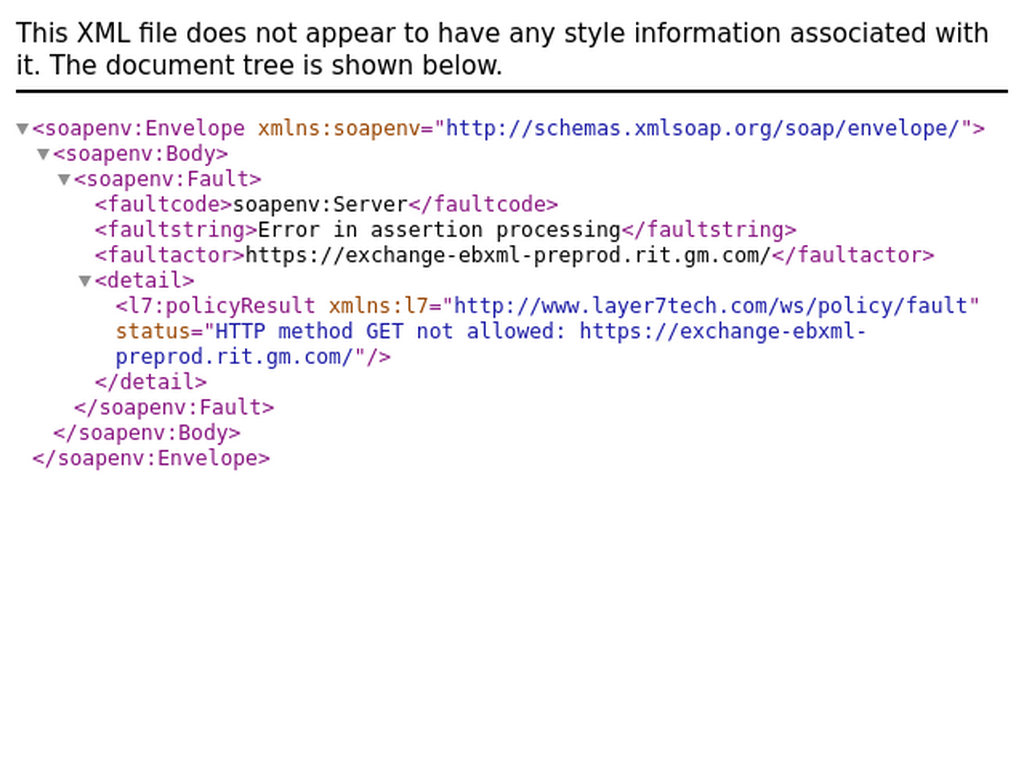 This XML file does not appear to have any style information associated with
it. The document tree is shown below.
▼<soapenv:Envelope xmlns:soapenv="http://schemas.xmlsoap.org/soap/envelope/">
▼<soapenv:Body>
▼<soapenv:Fault>
<faultcode>soapenv:Server</faultcode>
<faultstring>Error in assertion processing</faultstring>
<faultactor>https://exchange-ebxml-preprod.rit.gm.com/</faultactor>
▼<detail>
<l7:policyResult xmlns:l7="http://www.layer7tech.com/ws/policy/fault"
status="HTTP method GET not allowed: https://exchange-ebxml-
preprod.rit.gm.com/"/>
</detail>
</soapenv:Fault>
</soapenv:Body>
</soapenv:Envelope>